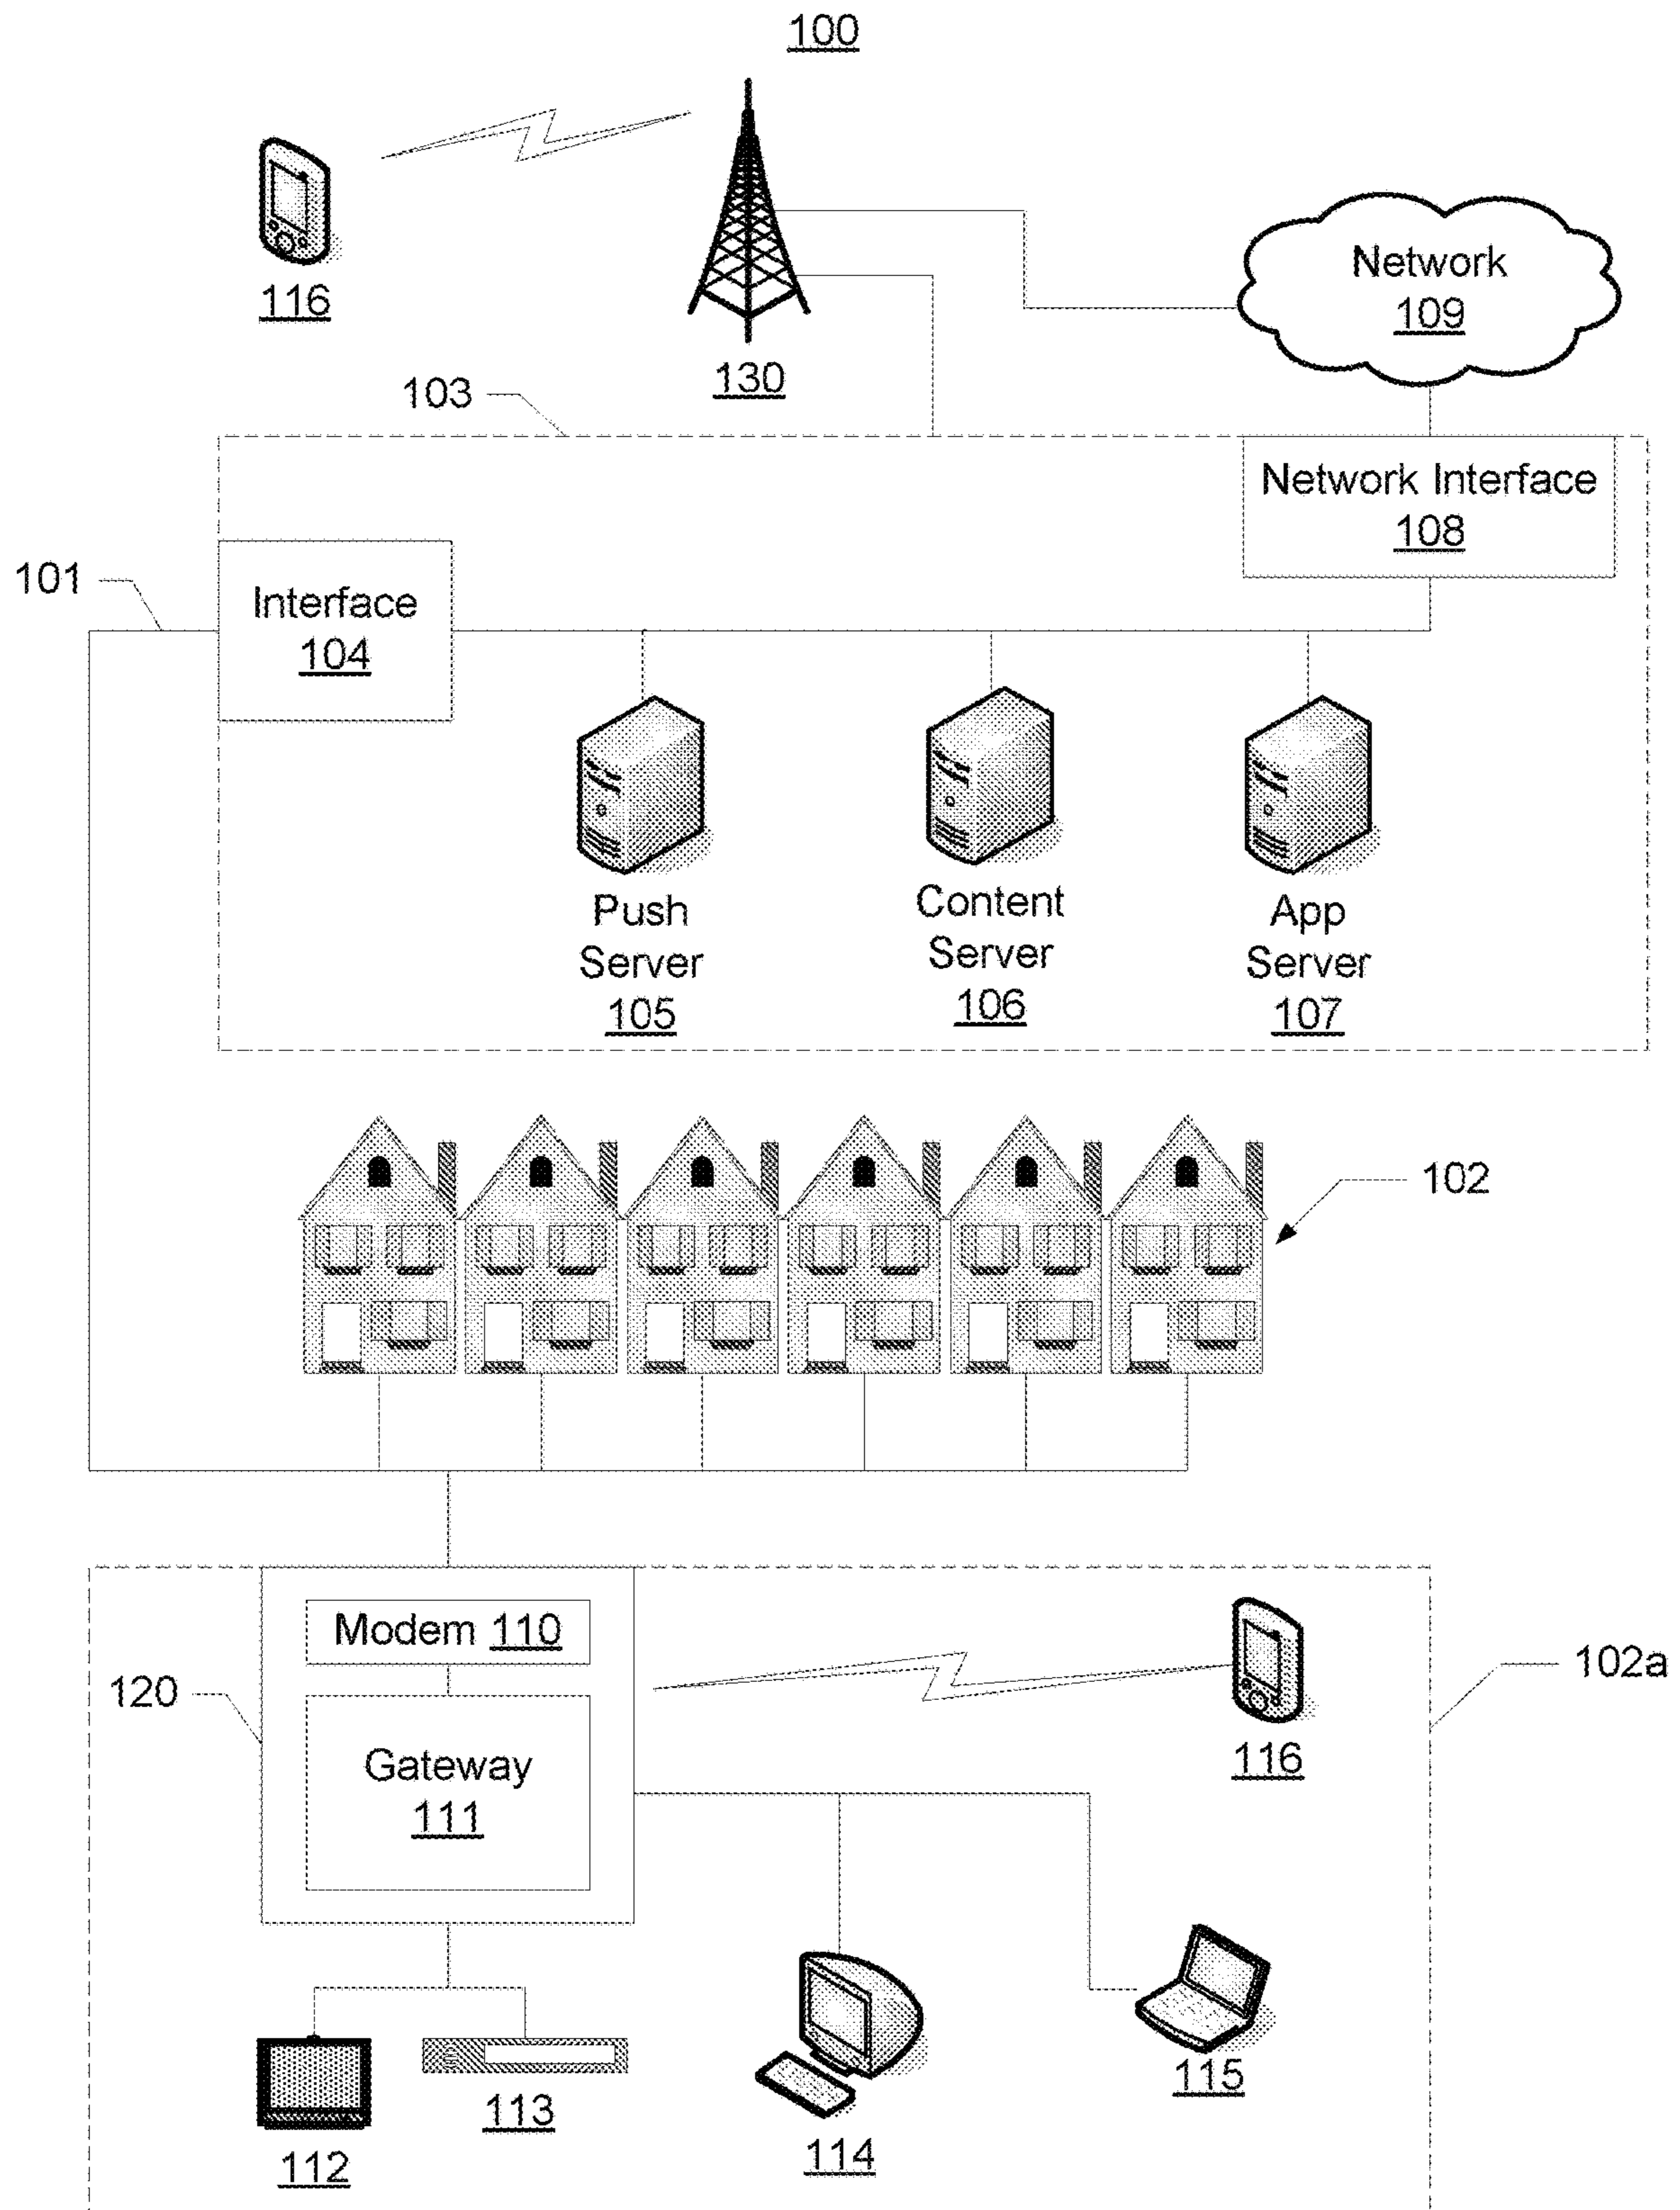 100
116
130
Network
109
103
Network Interface
108
101
Interface
104
Push
Server
105
Content
Server
106
App
Server
107
102
Modem 110
120
Gateway
111
116
102a
112
113
114
115